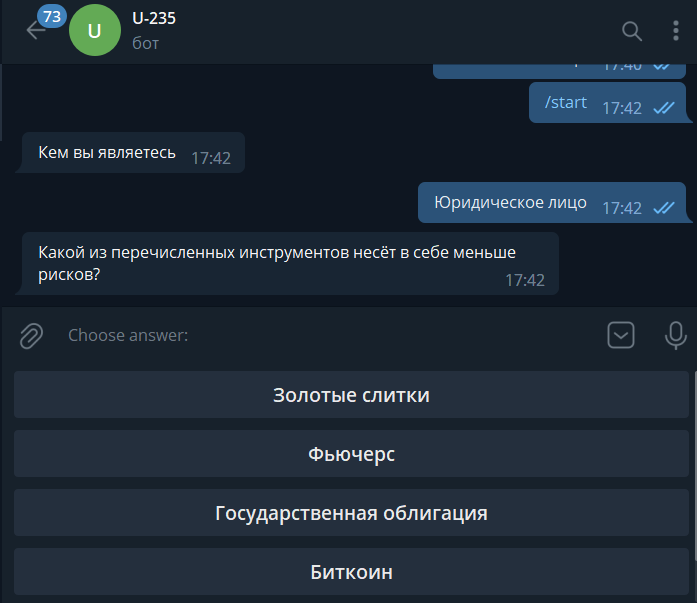 73
U
U-235
бот
17:40
/start 17:42
Кем вы являетесь 17:42
Юридическое лицо 17:42
Какой из перечисленных инструментов несёт в себе меньше
рисков?
17:42
Choose answer:
Золотые слитки
Фьючерс
Государственная облигация
Биткоин